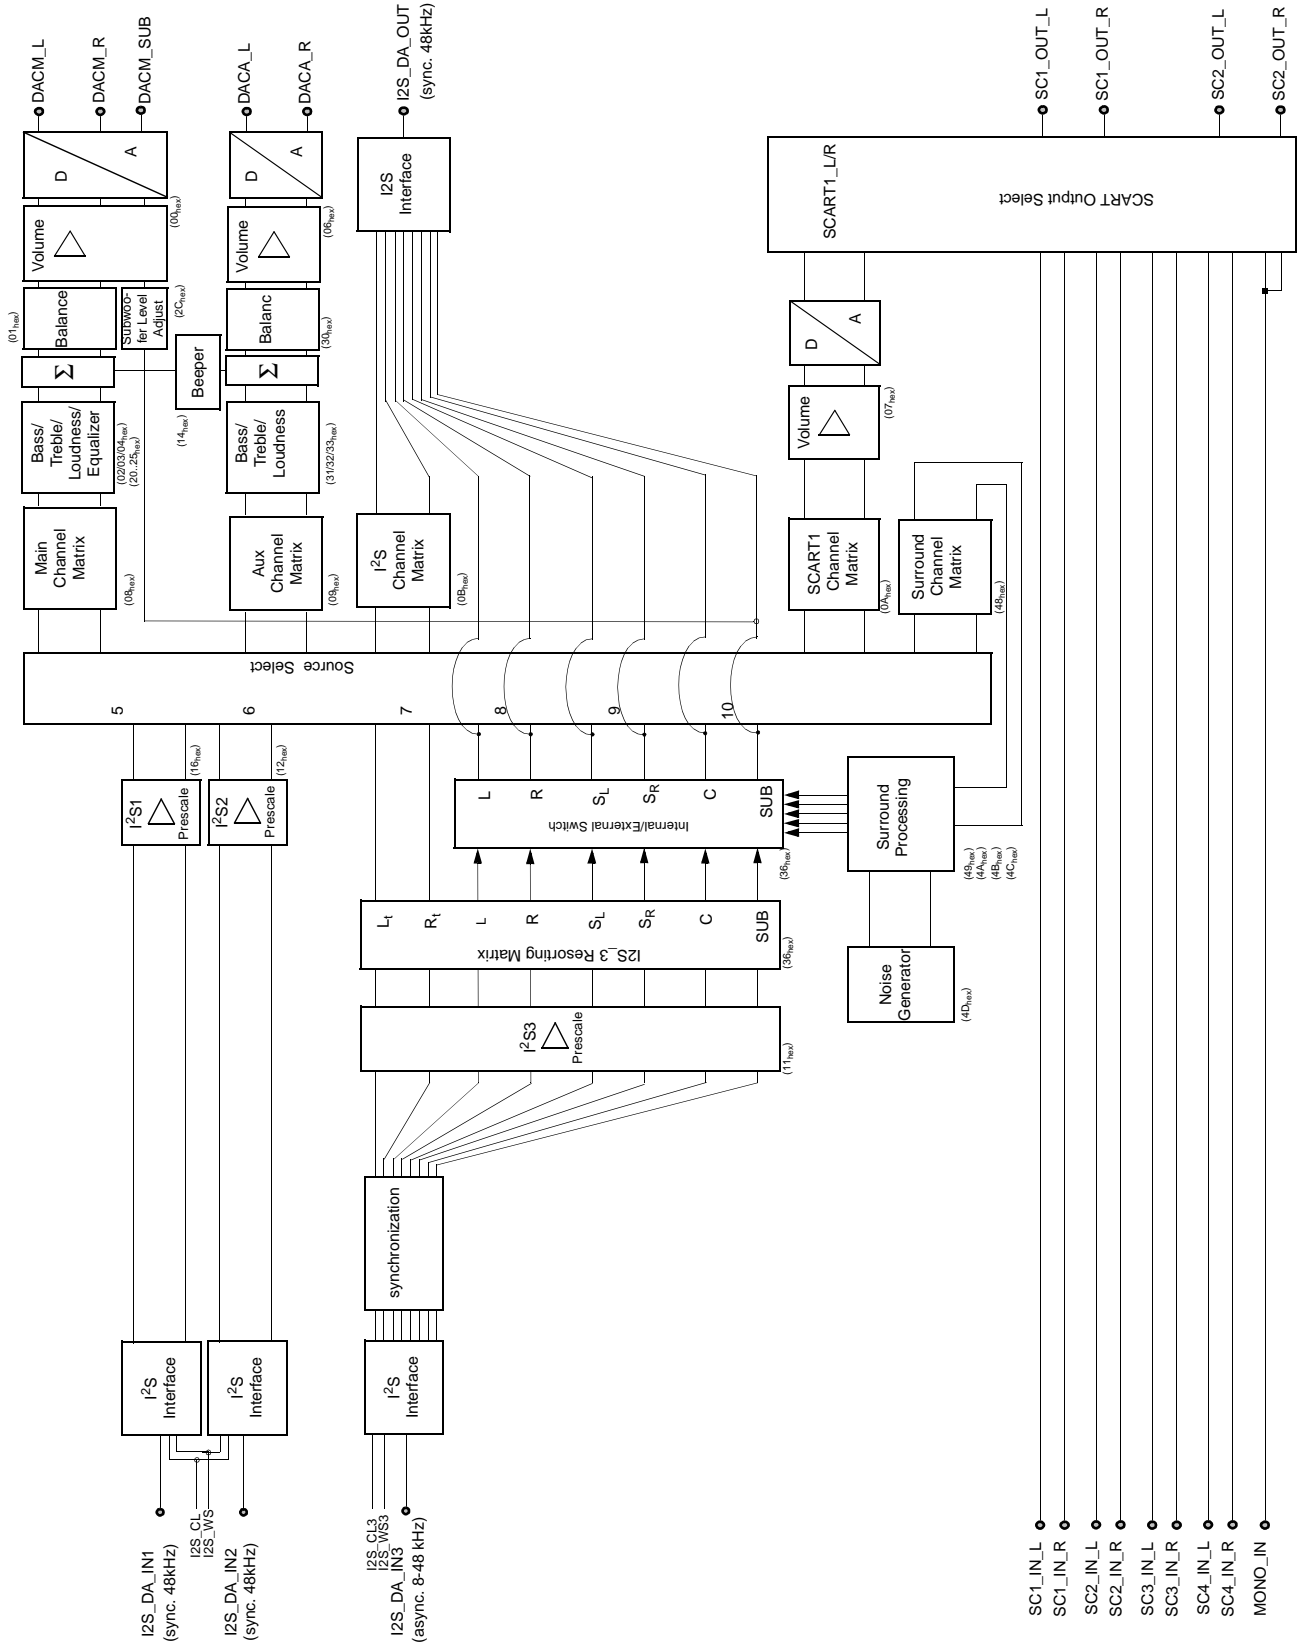 DACM_L
DACM_R
DACM_SUB
DACA_L
DACA_R
I2S_DA_OUT
(sync. 48kHz)
SC1_OUT_L
SC1_OUT_R
SC2_OUT_L
SC2_OUT_R
D
A
D
A
I2S
Interface
SCART1_L/R
SCART Output Select
Volume
(00hex)
Volume
(06hex)
(01hex)
Balance
Subwoo-
fer Level
Adjust
(2Chex)
Balanc
(30hex)
Σ
Beeper
(14hex)
Σ
D
A
Bass/
Treble/
Loudness/
Equalizer
(02/03/04hex)
(20..25hex)
Bass/
Treble/
Loudness
(31/32/33hex)
Volume
(07hex)
Main
Channel
Matrix
(08hex)
Aux
Channel
Matrix
(09hex)
I2S
Channel
Matrix
(0Bhex)
SCART1
Channel
Matrix
(0Ahex)
Surround
Channel
Matrix
(48hex)
Source Select
5
6
7
8
9
10
I2S1
Prescale
(16hex)
I2S2
Prescale
(12hex)
L
R
SL
SR
C
SUB
Internal/External Switch
(36hex)
Surround
Processing
(49hex)
(4Ahex)
(4Bhex)
(4Chex)
Lt
Rt
L
R
SL
SR
C
SUB
I2S_3 Resorting Matrix
(36hex)
Noise
Generator
(4Dhex)
I2S3
Prescale
(11hex)
synchronization
I2S
Interface
I2S
Interface
I2S
Interface
I2S_DA_IN1
(sync. 48kHz)
I2S_CL
I2S_WS
I2S_DA_IN2
(sync. 48kHz)
I2S_CL3
I2S_WS3
I2S_DA_IN3
(async. 8-48 kHz)
SC1_IN_L
SC1_IN_R
SC2_IN_L
SC2_IN_R
SC3_IN_L
SC3_IN_R
SC4_IN_L
SC4_IN_R
MONO_IN